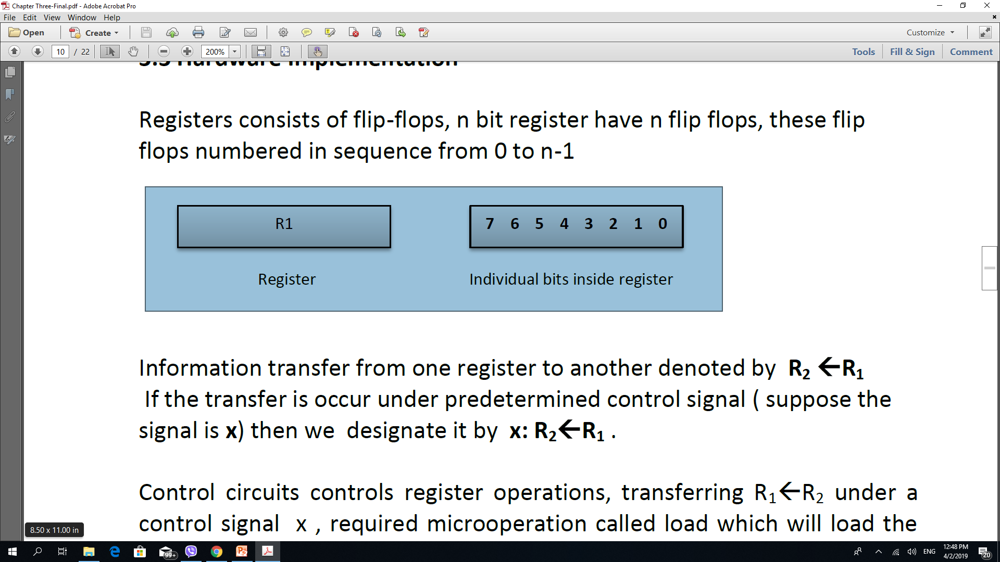 Chapter Three-Final.pdf - Adobe Acrobat Pro
File Edit View Window Help
Open Create Customize
10 / 22 200% Tools Fill & Sign Comment
3.3 Hardware Implementation
Registers consists of flip-flops, n bit register have n flip flops, these flip
flops numbered in sequence from 0 to n-1
R1 7 6 5 4 3 2 1 0
Register Individual bits inside register
Information transfer from one register to another denoted by R₂ ←R₁
If the transfer is occur under predetermined control signal ( suppose the
signal is x) then we designate it by x: R₂←R₁ .
Control circuits controls register operations, transferring R₁←R₂ under a
control signal x , required microoperation called load which will load the
8.50 x 11.00 in
99+ ENG 12:48 PM
4/2/2019 20